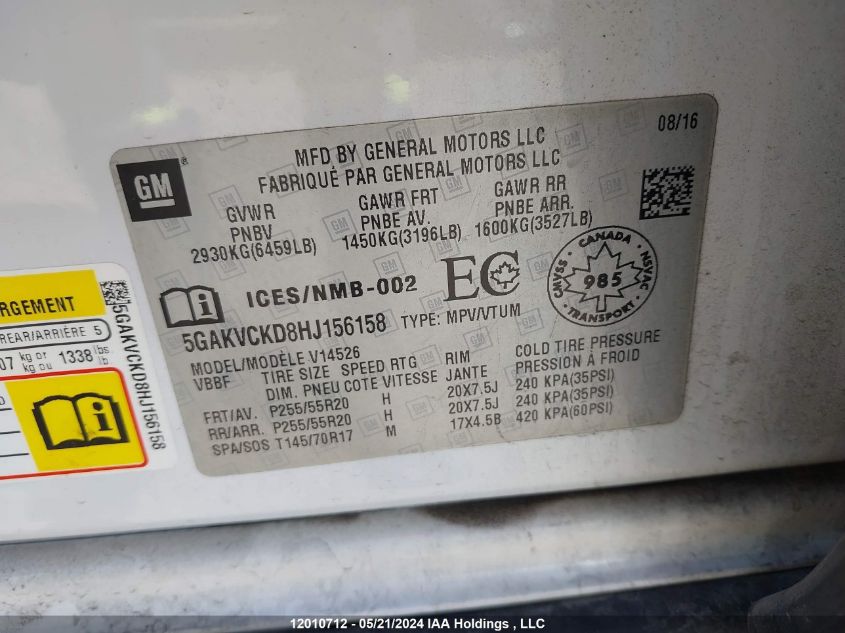 GM
®
MFD BY GENERAL MOTORS LLC
FABRIQUÉ PAR GENERAL MOTORS LLC
08/16
GVWR
PNBV
2930KG(6459LB)
GAWR FRT
PNBE AV.
1450KG(3196LB)
GAWR RR
PNBE ARR.
1600KG(3527LB)
ICES/NMB-002
EC
CANADA
CMVSS 985 NSVAC
TRANSPORT
5GAKVCKD8HJ156158 TYPE: MPV/VTUM
MODEL/MODÈLE V14526
VBBF TIRE SIZE SPEED RTG RIM COLD TIRE PRESSURE
DIM. PNEU COTE VITESSE JANTE PRESSION À FROID
FRT/AV. P255/55R20 H 20X7.5J 240 KPA(35PSI)
RR/ARR. P255/55R20 H 20X7.5J 240 KPA(35PSI)
SPA/SOS T145/70R17 M 17X4.5B 420 KPA(60PSI)
RGEMENT
REAR/ARRIÈRE 5
07 kg or kg ou 1338 lbs. lb
5GAKVCKD8HJ156158
12010712 - 05/21/2024 IAA Holdings , LLC